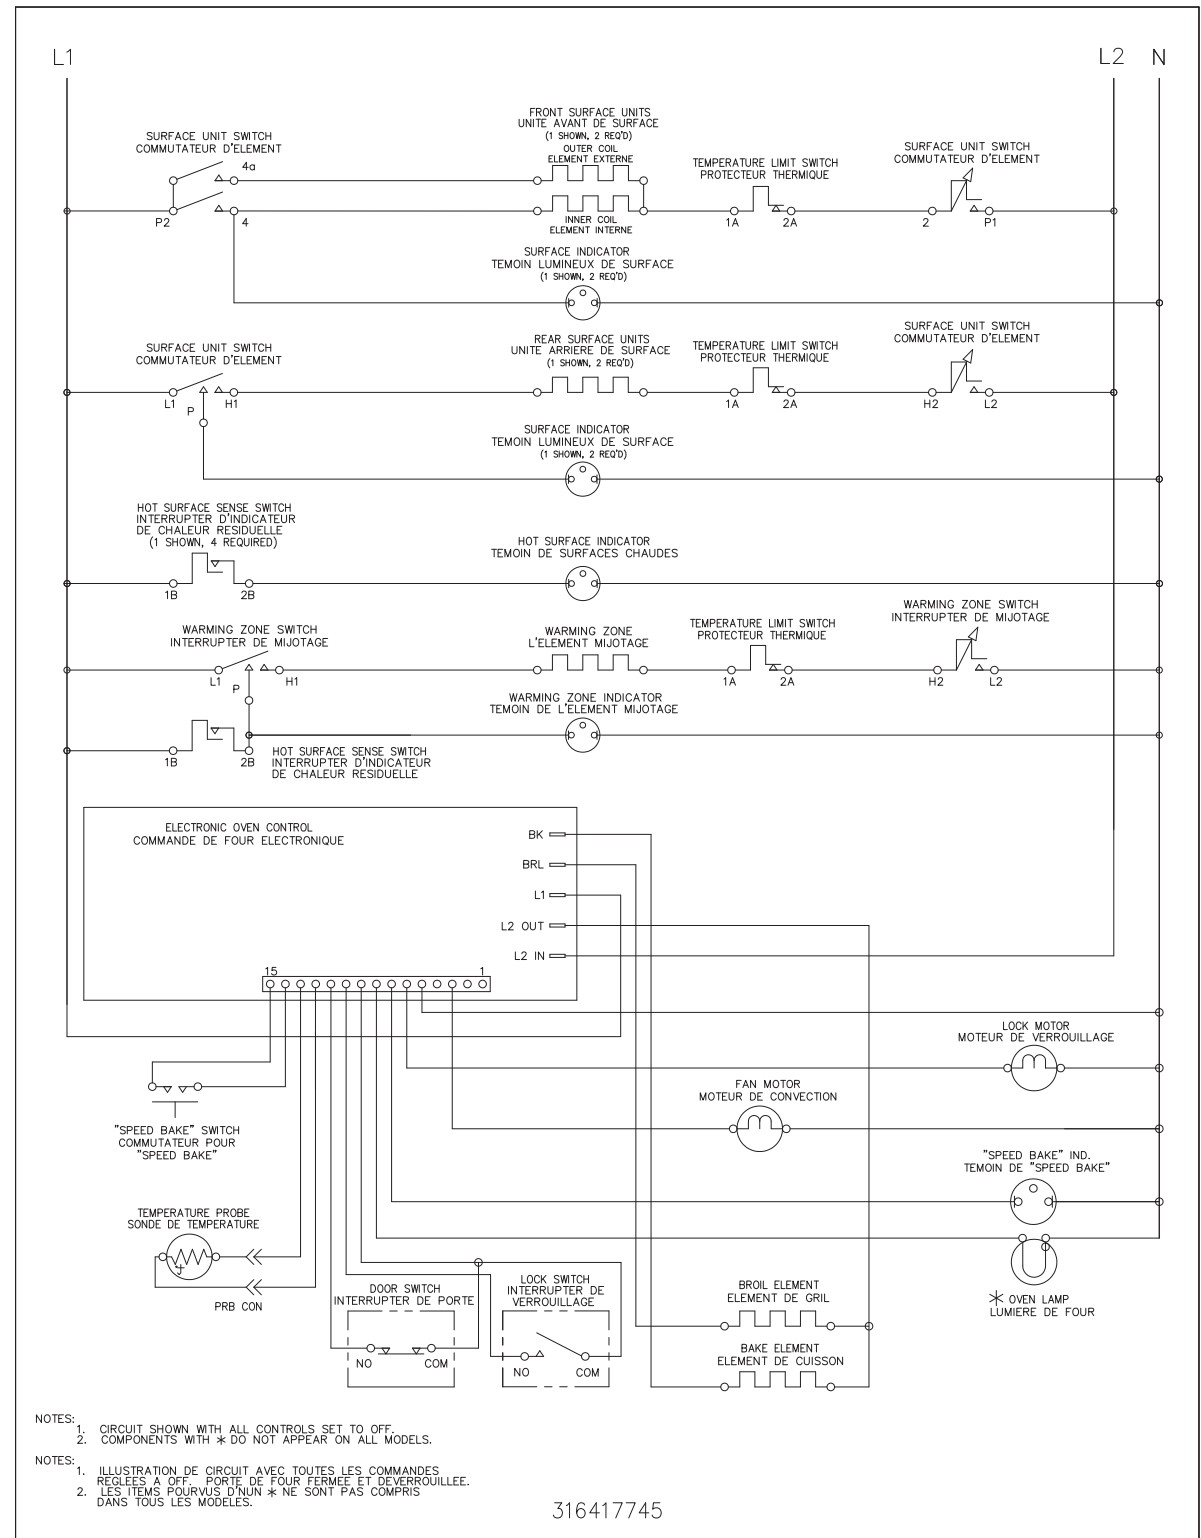 L1
L2 N
FRONT SURFACE UNITS
UNITE AVANT DE SURFACE
(1 SHOWN, 2 REQ'D)
OUTER COIL
ELEMENT EXTERNE
SURFACE UNIT SWITCH
COMMUTATEUR D'ELEMENT
4a
P2
4
INNER COIL
ELEMENT INTERNE
TEMPERATURE LIMIT SWITCH
PROTECTEUR THERMIQUE
1A
2A
SURFACE UNIT SWITCH
COMMUTATEUR D'ELEMENT
2
P1
SURFACE INDICATOR
TEMOIN LUMINEUX DE SURFACE
(1 SHOWN, 2 REQ'D)
SURFACE UNIT SWITCH
COMMUTATEUR D'ELEMENT
L1
H1
P
REAR SURFACE UNITS
UNITE ARRIERE DE SURFACE
(1 SHOWN, 2 REQ'D)
TEMPERATURE LIMIT SWITCH
PROTECTEUR THERMIQUE
1A
2A
SURFACE UNIT SWITCH
COMMUTATEUR D'ELEMENT
H2
L2
SURFACE INDICATOR
TEMOIN LUMINEUX DE SURFACE
(1 SHOWN, 2 REQ'D)
HOT SURFACE SENSE SWITCH
INTERRUPTER D'INDICATEUR
DE CHALEUR RESIDUELLE
(1 SHOWN, 4 REQUIRED)
1B
2B
HOT SURFACE INDICATOR
TEMOIN DE SURFACES CHAUDES
WARMING ZONE SWITCH
INTERRUPTER DE MIJOTAGE
L1
H1
P
WARMING ZONE
L'ELEMENT MIJOTAGE
TEMPERATURE LIMIT SWITCH
PROTECTEUR THERMIQUE
1A
2A
WARMING ZONE SWITCH
INTERRUPTER DE MIJOTAGE
H2
L2
WARMING ZONE INDICATOR
TEMOIN DE L'ELEMENT MIJOTAGE
1B
2B
HOT SURFACE SENSE SWITCH
INTERRUPTER D'INDICATEUR
DE CHALEUR RESIDUELLE
ELECTRONIC OVEN CONTROL
COMMANDE DE FOUR ELECTRONIQUE
BK
BRL
L1
L2 OUT
L2 IN
15
1
LOCK MOTOR
MOTEUR DE VERROUILLAGE
FAN MOTOR
MOTEUR DE CONVECTION
"SPEED BAKE" SWITCH
COMMUTATEUR POUR
"SPEED BAKE"
"SPEED BAKE" IND.
TEMOIN DE "SPEED BAKE"
TEMPERATURE PROBE
SONDE DE TEMPERATURE
t
PRB CON
DOOR SWITCH
INTERRUPTER DE PORTE
NO
COM
LOCK SWITCH
INTERRUPTER DE
VERROUILLAGE
NO
COM
BROIL ELEMENT
ELEMENT DE GRIL
BAKE ELEMENT
ELEMENT DE CUISSON
* OVEN LAMP
LUMIERE DE FOUR
NOTES:
1. CIRCUIT SHOWN WITH ALL CONTROLS SET TO OFF.
2. COMPONENTS WITH * DO NOT APPEAR ON ALL MODELS.
NOTES:
1. ILLUSTRATION DE CIRCUIT AVEC TOUTES LES COMMANDES
REGLEES A OFF. PORTE DE FOUR FERMEE ET DEVERROUILLEE.
2. LES ITEMS POURVUS D'NUN * NE SONT PAS COMPRIS
DANS TOUS LES MODELES.
316417745